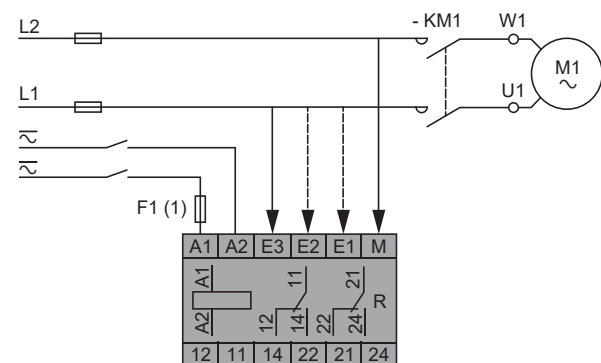 L2
- KM1
W1
M1
U1
L1
F1 (1)
A1 A2 E3 E2 E1 M
A1
A2
11
12
14
21
22
24
R
12 11 14 22 21 24